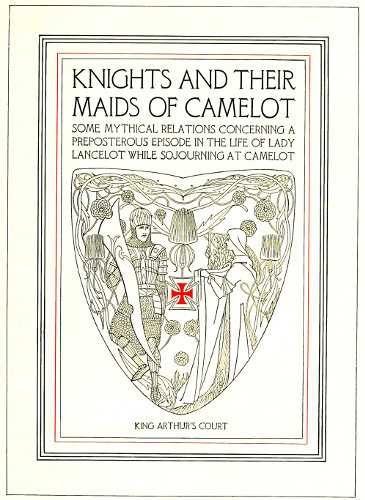 KNIGHTS AND THEIR
MAIDS OF CAMELOT
SOME MYTHICAL RELATIONS CONCERNING A
PREPOSTEROUS EPISODE IN THE LIFE OF LADY
LANCELOT WHILE SOJOURNING AT CAMELOT
KING ARTHUR'S COURT